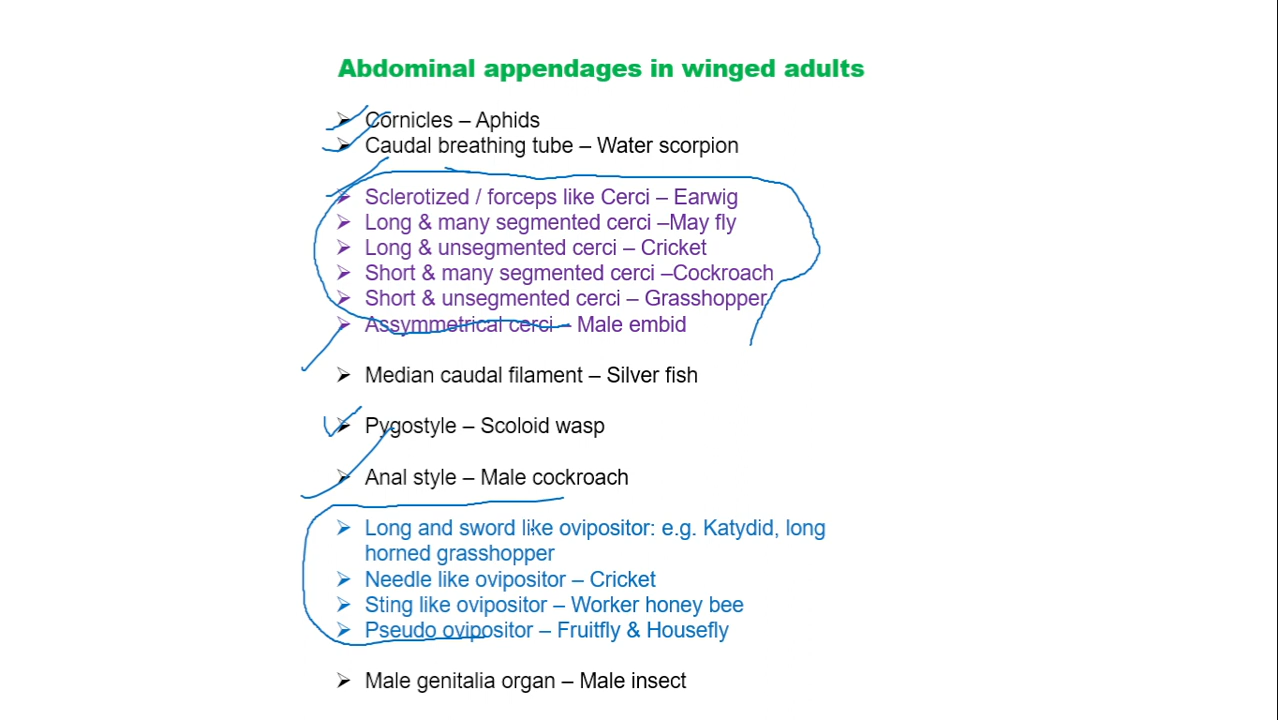 Abdominal appendages in winged adults
➢ Cornicles – Aphids
➢ Caudal breathing tube – Water scorpion
➢ Sclerotized / forceps like Cerci – Earwig
➢ Long & many segmented cerci –May fly
➢ Long & unsegmented cerci – Cricket
➢ Short & many segmented cerci –Cockroach
➢ Short & unsegmented cerci – Grasshopper
➢ Assymmetrical cerci – Male embid
➢ Median caudal filament – Silver fish
➢ Pygostyle – Scoloid wasp
➢ Anal style – Male cockroach
➢ Long and sword like ovipositor: e.g. Katydid, long
horned grasshopper
➢ Needle like ovipositor – Cricket
➢ Sting like ovipositor – Worker honey bee
➢ Pseudo ovipositor – Fruitfly & Housefly
➢ Male genitalia organ – Male insect